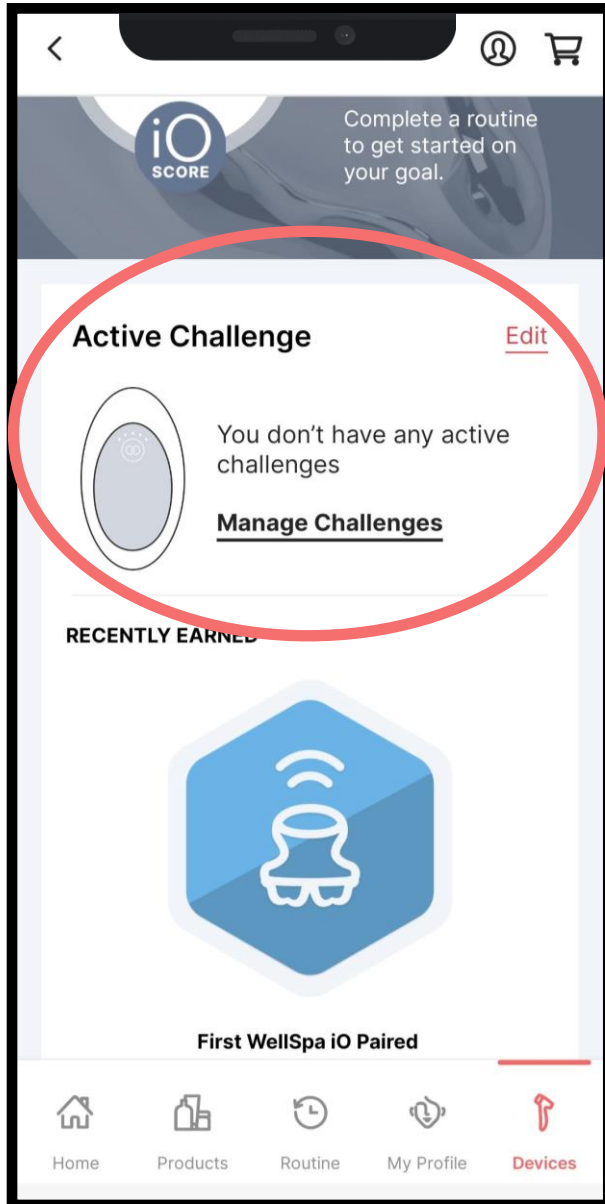 iO
SCORE
Complete a routine
to get started on
your goal.
Active Challenge
Edit
You don’t have any active
challenges
Manage Challenges
RECENTLY EARNED
First WellSpa iO Paired
Home
Products
Routine
My Profile
Devices